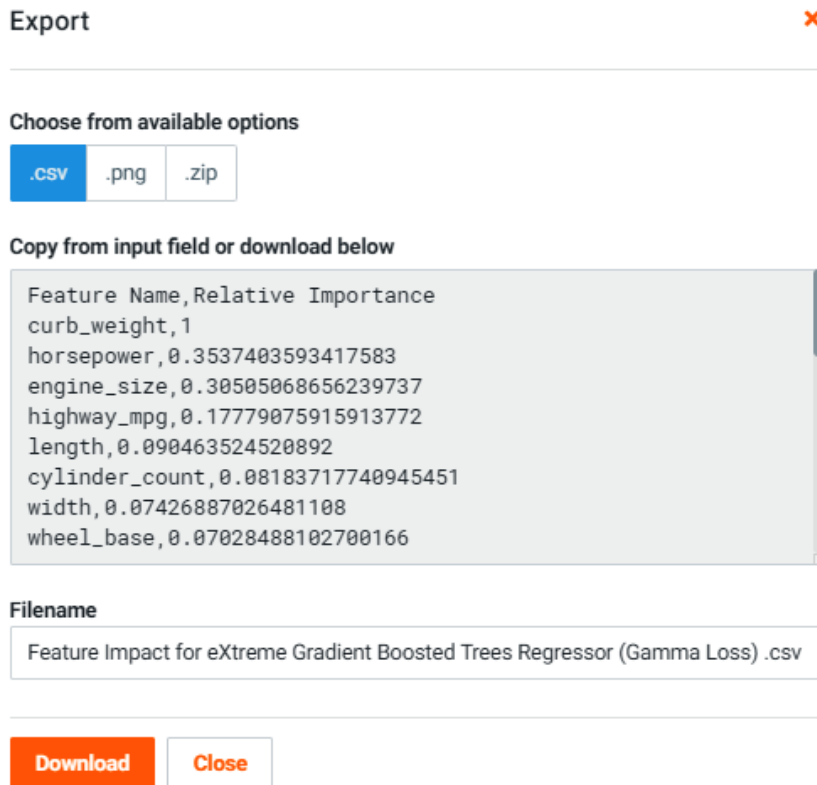 Export
Choose from available options
.csv .png .zip
Copy from input field or download below
Feature Name,Relative Importance
curb_weight,1
horsepower,0.3537403593417583
engine_size,0.30505068656239737
highway_mpg,0.17779075915913772
length,0.090463524520892
cylinder_count,0.08183717740945451
width,0.07426887026481108
wheel_base,0.07028488102700166
Filename
Feature Impact for eXtreme Gradient Boosted Trees Regressor (Gamma Loss) .csv
Download Close